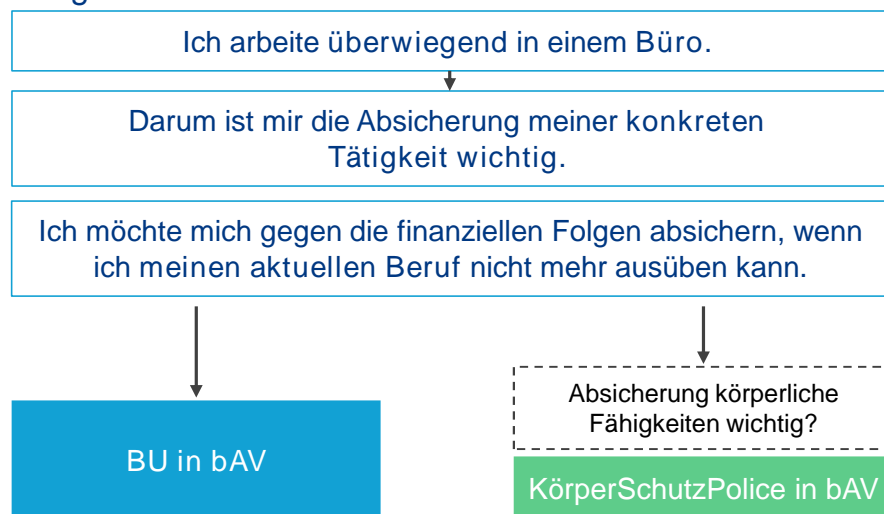 Ich arbeite überwiegend in einem Büro.
Darum ist mir die Absicherung meiner konkreten
Tätigkeit wichtig.
Ich möchte mich gegen die finanziellen Folgen absichern, wenn
ich meinen aktuellen Beruf nicht mehr ausüben kann.
Absicherung körperliche
Fähigkeiten wichtig?
BU in bAV
KörperSchutzPolice in bAV